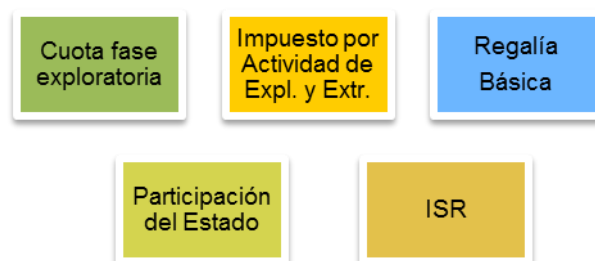 Cuota fase
exploratoria
Impuesto por
Actividad de
Expl. y Extr.
Regalía
Básica
Participación
del Estado
ISR